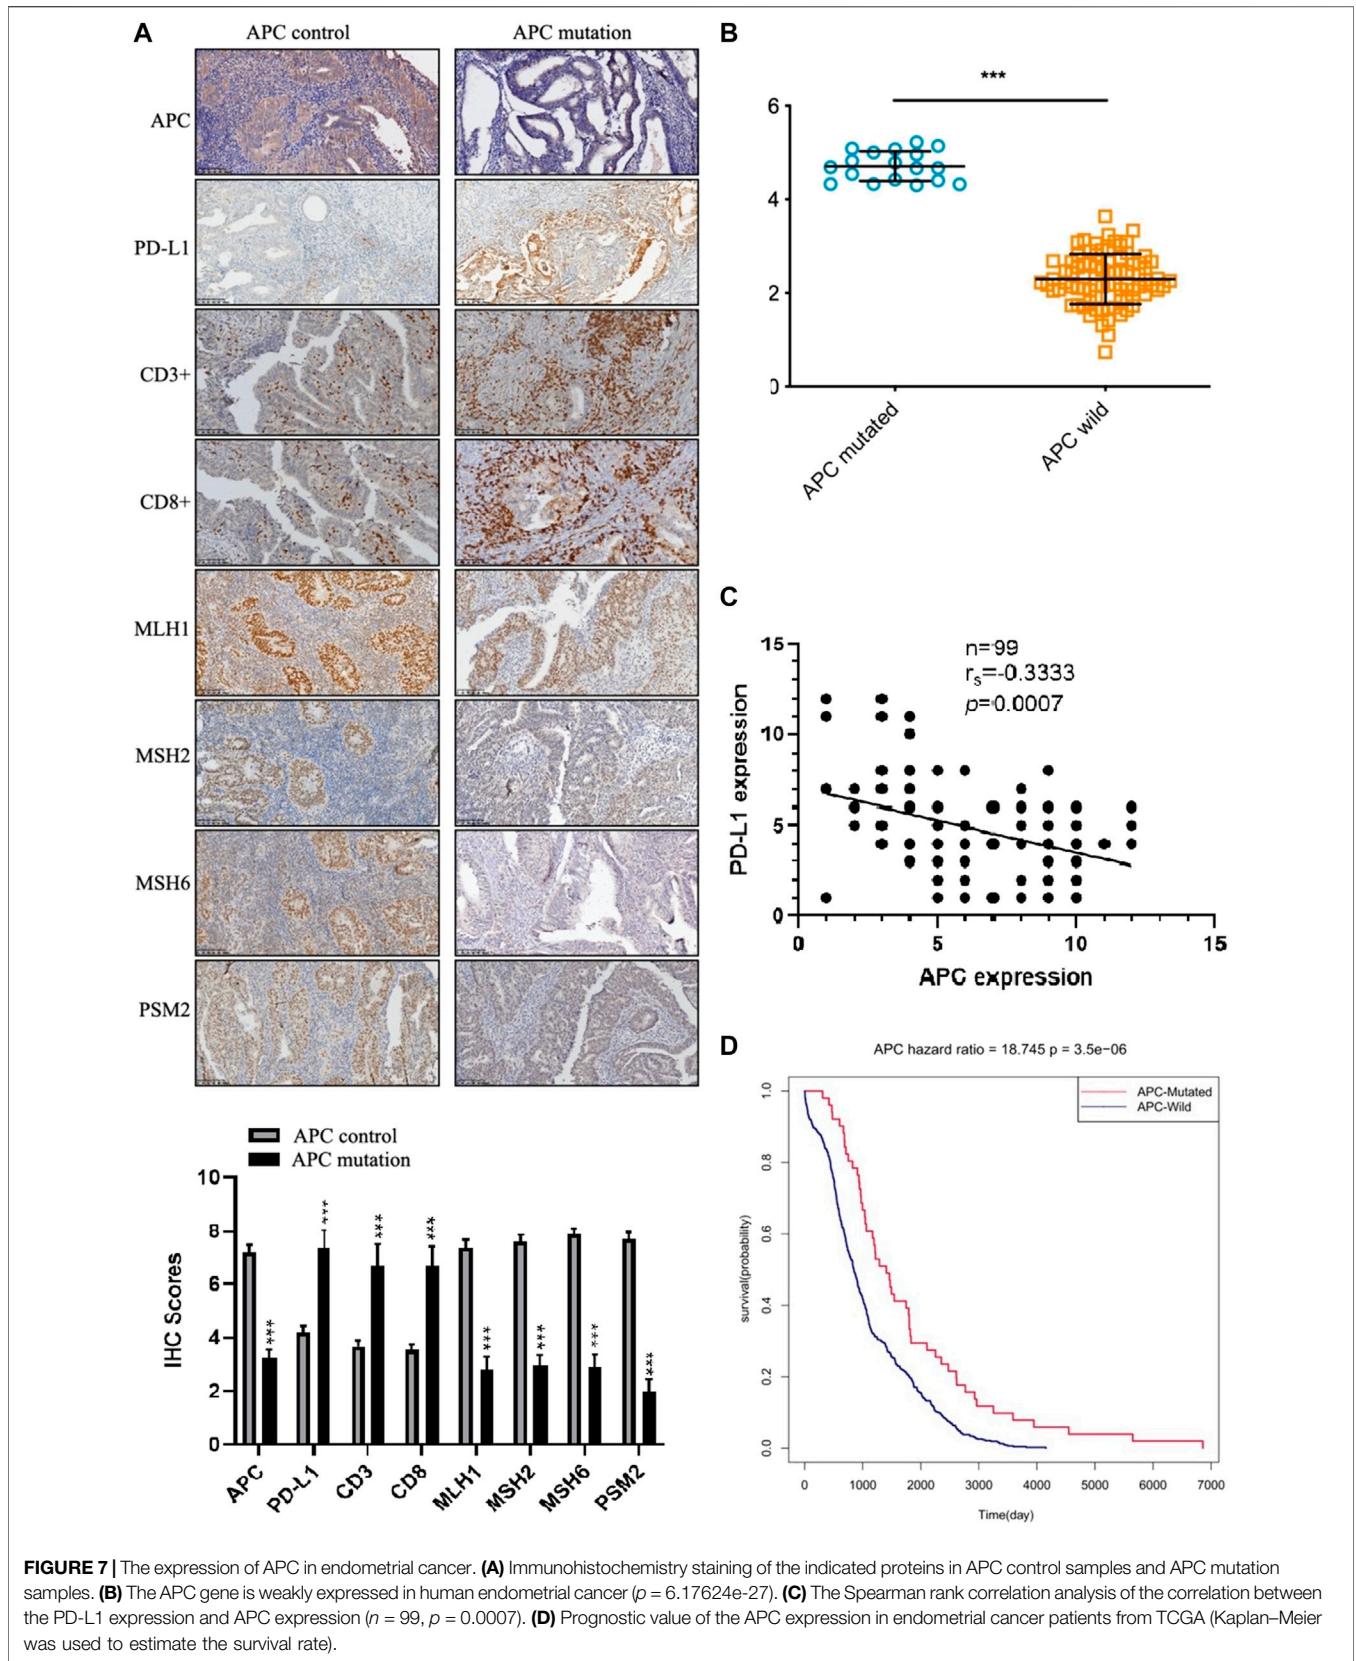 A
APC control
APC mutation
APC
PD-L1
CD3+
CD8+
MLH1
MSH2
MSH6
PSM2
APC control
APC mutation
IHC Scores
10
8
6
4
2
0
***
***
***
***
***
***
***
***
APC
PD-L1
CD3
CD8
MLH1
MSH2
MSH6
PSM2
B
***
6
4
2
0
APC mutated
APC wild
C
n=99
rs=-0.3333
p=0.0007
PD-L1 expression
15
10
5
0
0
5
10
15
APC expression
D
APC hazard ratio = 18.745 p = 3.5e−06
APC-Mutated
APC-Wild
survival(probability)
1.0
0.8
0.6
0.4
0.2
0.0
0
1000
2000
3000
4000
5000
6000
7000
Time(day)
FIGURE 7 | The expression of APC in endometrial cancer. (A) Immunohistochemistry staining of the indicated proteins in APC control samples and APC mutation
samples. (B) The APC gene is weakly expressed in human endometrial cancer (p = 6.17624e-27). (C) The Spearman rank correlation analysis of the correlation between
the PD-L1 expression and APC expression (n = 99, p = 0.0007). (D) Prognostic value of the APC expression in endometrial cancer patients from TCGA (Kaplan–Meier
was used to estimate the survival rate).